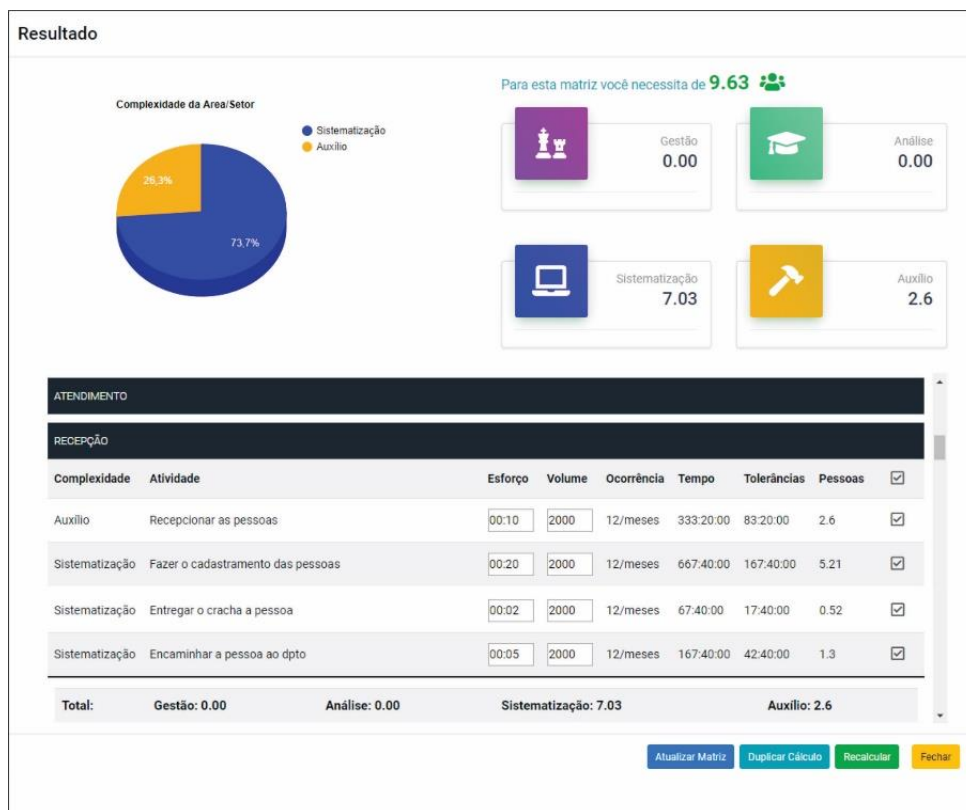 Resultado
Complexidade da Area/Setor
Sistematização
Auxílio
26,3%
73,7%
Para esta matriz você necessita de 9.63
Gestão
0.00
Análise
0.00
Sistematização
7.03
Auxílio
2.6
ATENDIMENTO
RECEPÇÃO
Complexidade Atividade Esforço Volume Ocorrência Tempo Tolerâncias Pessoas
Auxílio Recepcionar as pessoas 00:10 2000 12/meses 333:20:00 83:20:00 2.6
Sistematização Fazer o cadastramento das pessoas 00:20 2000 12/meses 667:40:00 167:40:00 5.21
Sistematização Entregar o cracha a pessoa 00:02 2000 12/meses 67:40:00 17:40:00 0.52
Sistematização Encaminhar a pessoa ao dpto 00:05 2000 12/meses 167:40:00 42:40:00 1.3
Total: Gestão: 0.00 Análise: 0.00 Sistematização: 7.03 Auxílio: 2.6
Atualizar Matriz Duplicar Cálculo Recalcular Fechar